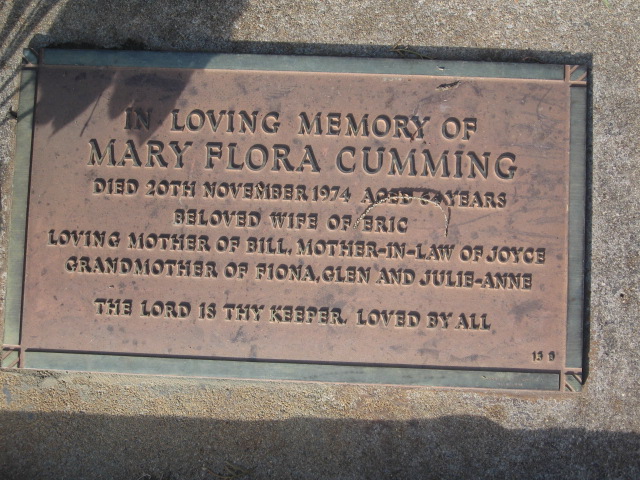 IN LOVING MEMORY OF
MARY FLORA CUMMING
DIED 20TH NOVEMBER 1974 AGED 64 YEARS
BELOVED WIFE OF ERIC
LOVING MOTHER OF BILL, MOTHER-IN-LAW OF JOYCE
GRANDMOTHER OF FIONA, GLEN AND JULIE-ANNE
THE LORD IS THY KEEPER. LOVED BY ALL